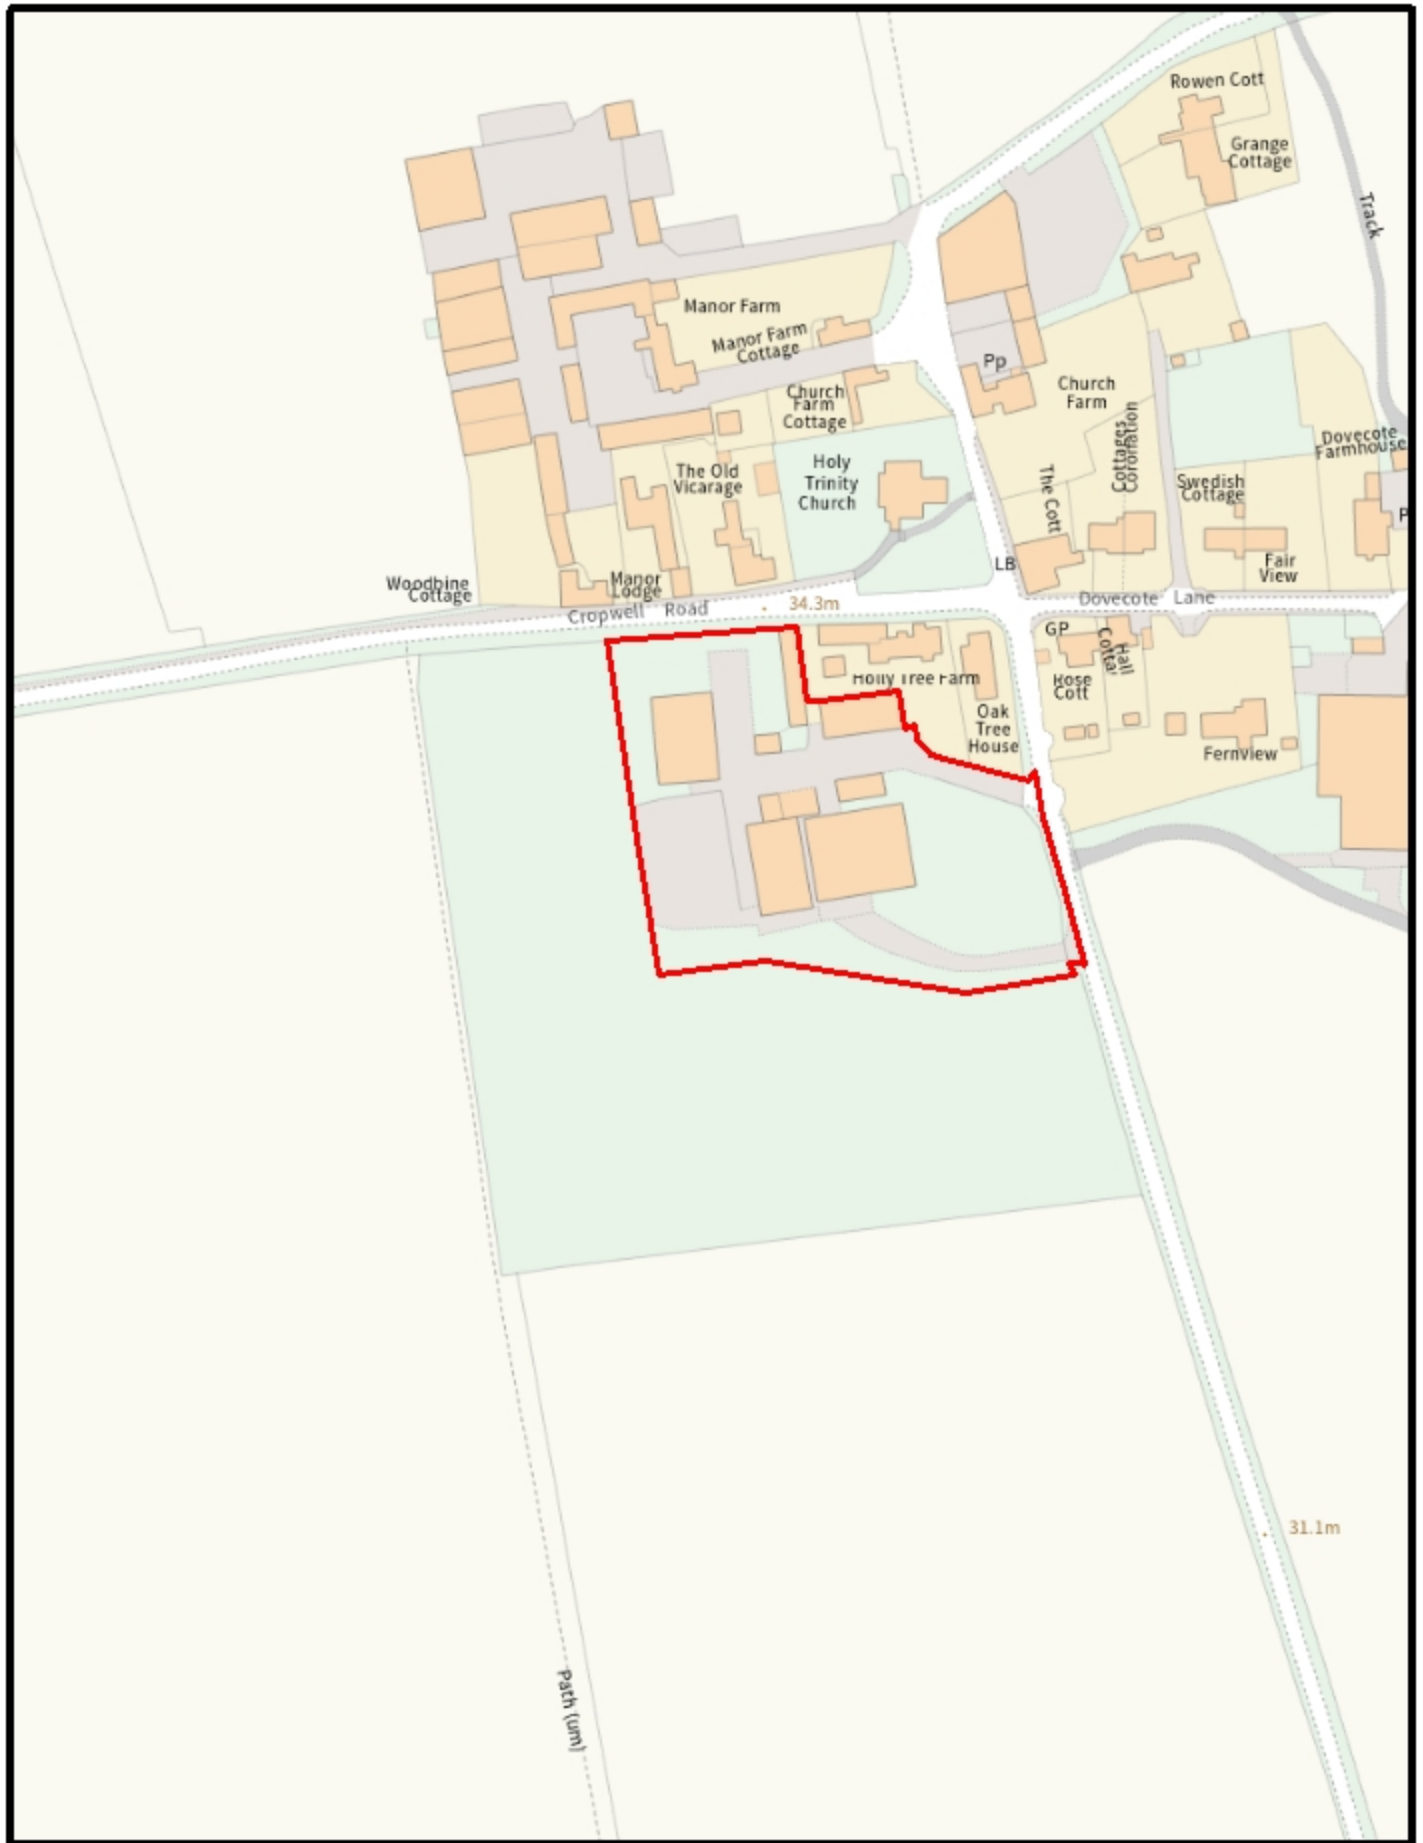 Rowen Cott
Grange
Cottage
Track
Manor Farm
Manor Farm
Cottage
Pp
Church
Farm
Church
Farm
Cottage
Cottages
Coronation
Dovecote
Farmhouse
The Old
Vicarage
Holy
Trinity
Church
The Cott
Swedish
Cottage
P
Fair
View
LB
Woodbine
Cottage
Manor
Lodge
Cropwell Road
34.3m
Dovecote Lane
GP
Hall
Cotta
Holly Tree Farm
Rose
Cott
Oak
Tree
House
Fernview
31.1m
Path (um)